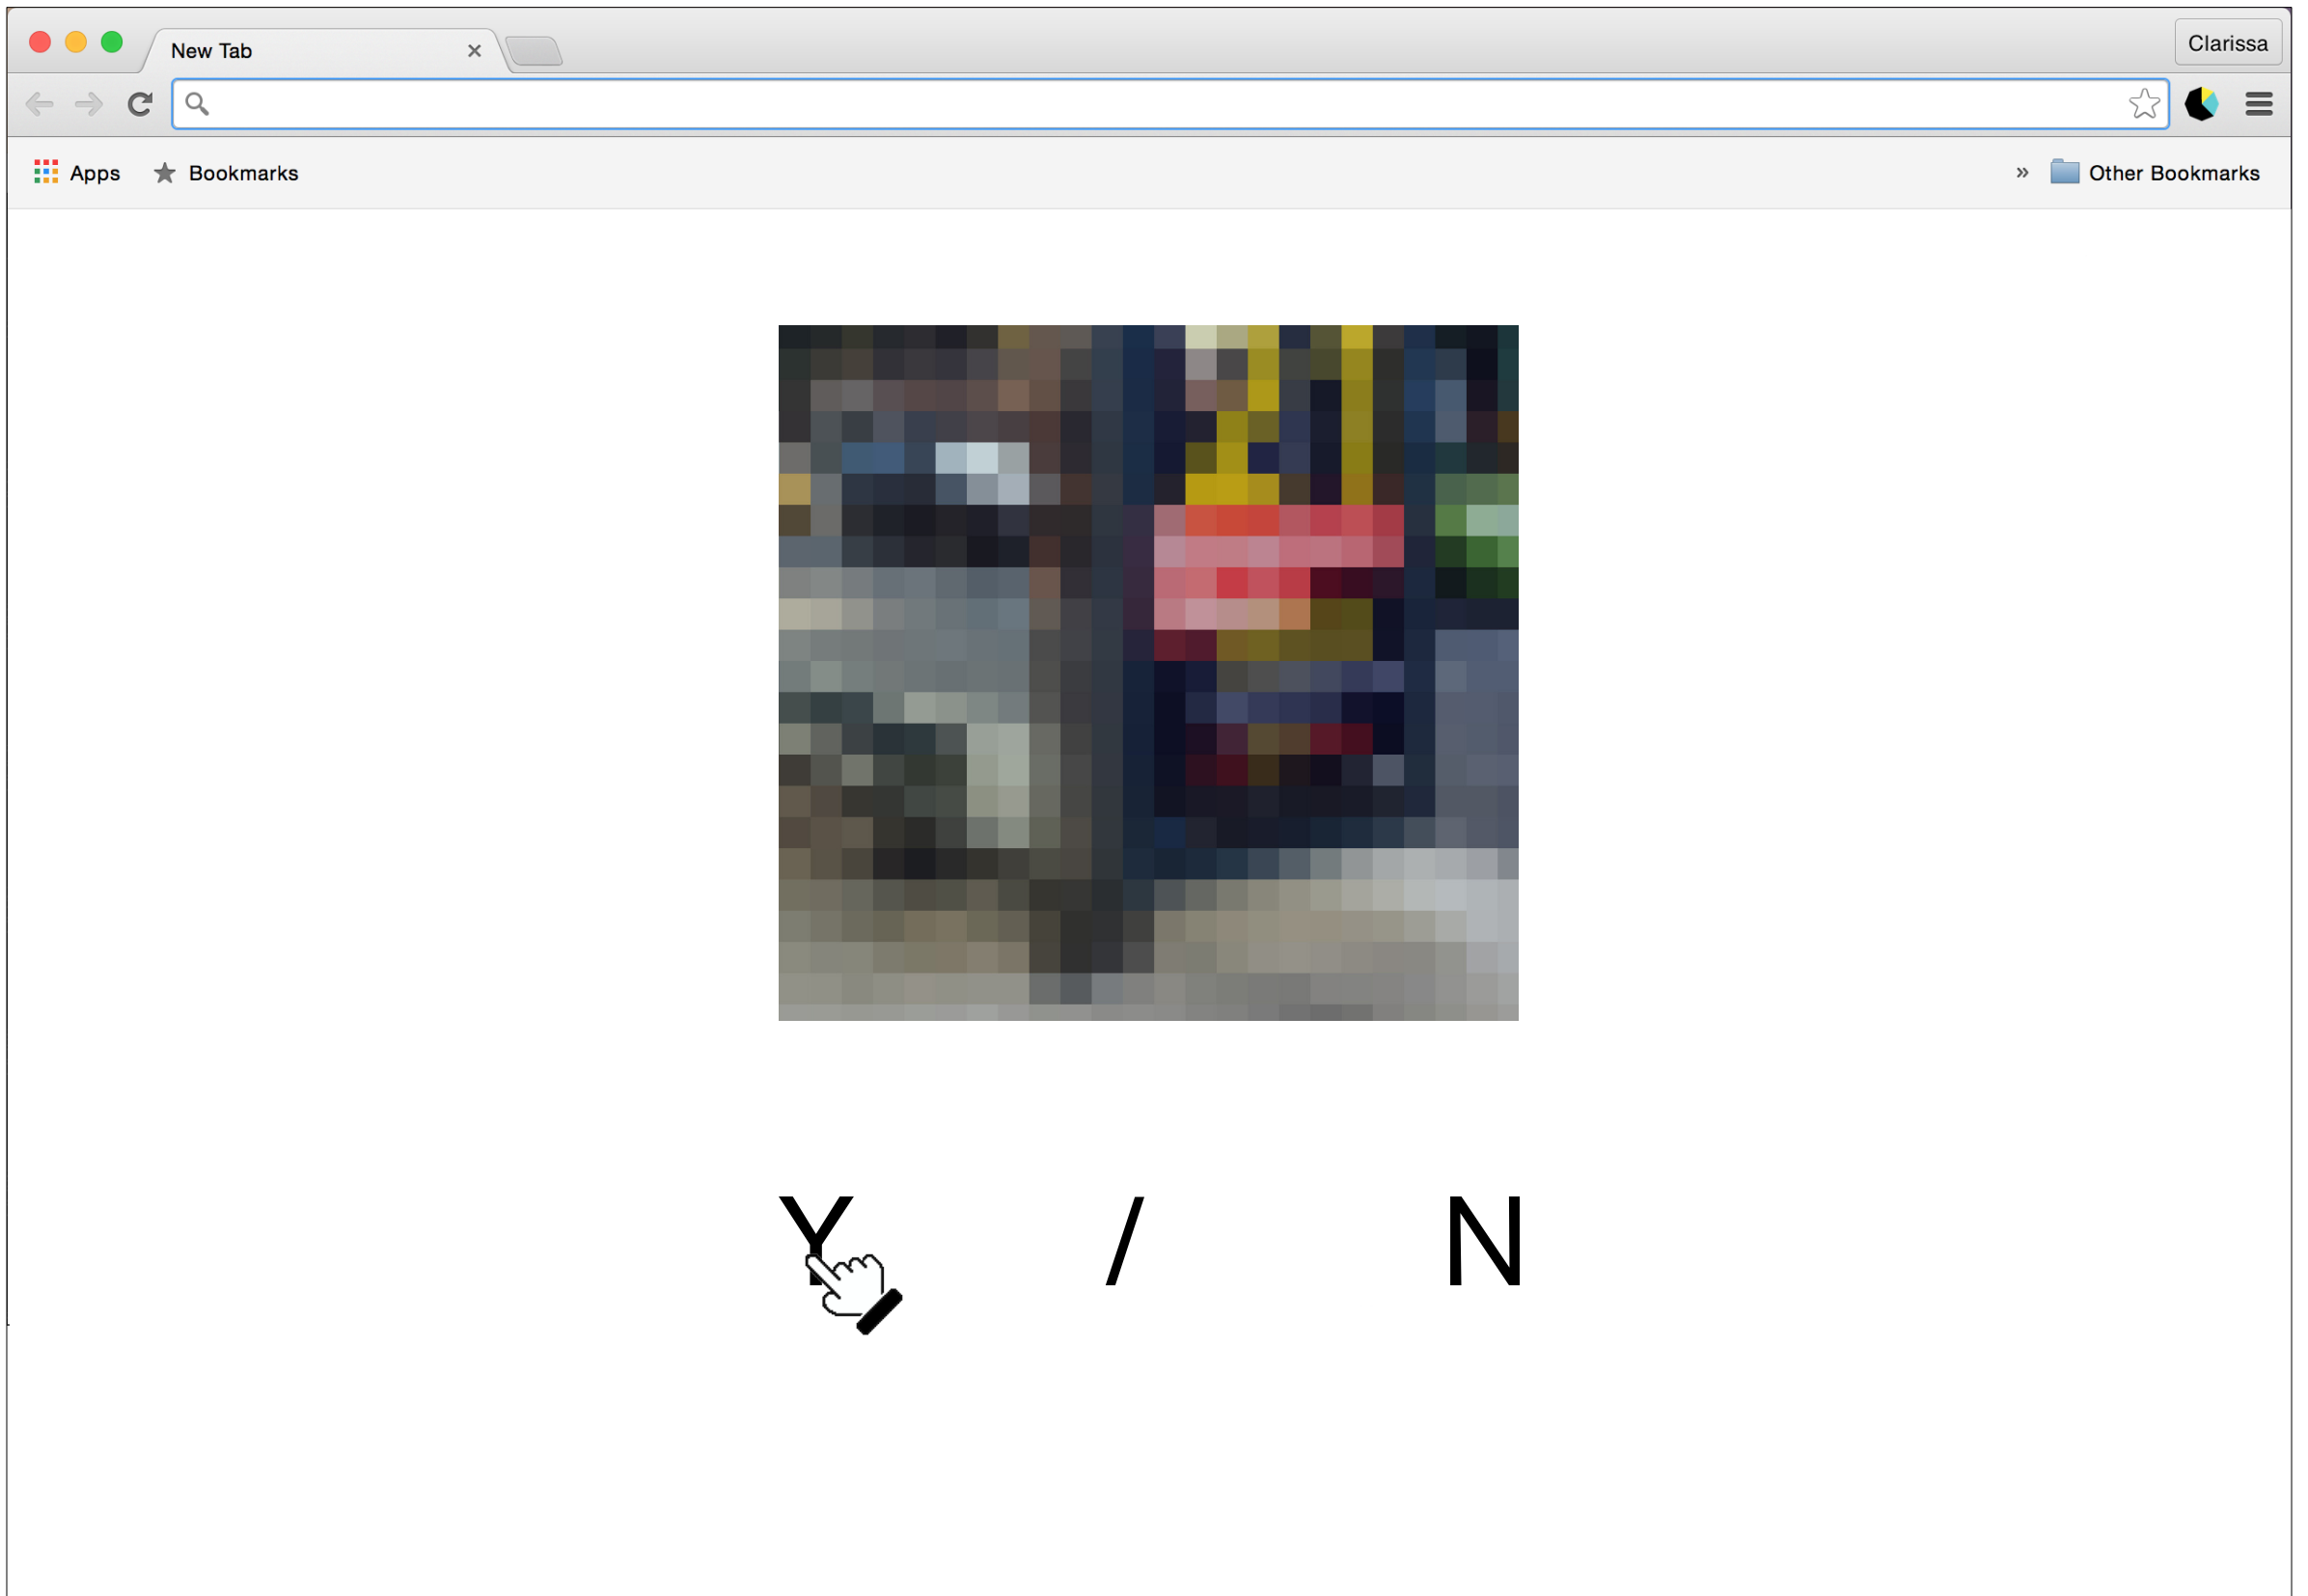 New Tab
Clarissa
Apps
Bookmarks
» Other Bookmarks
Y / N